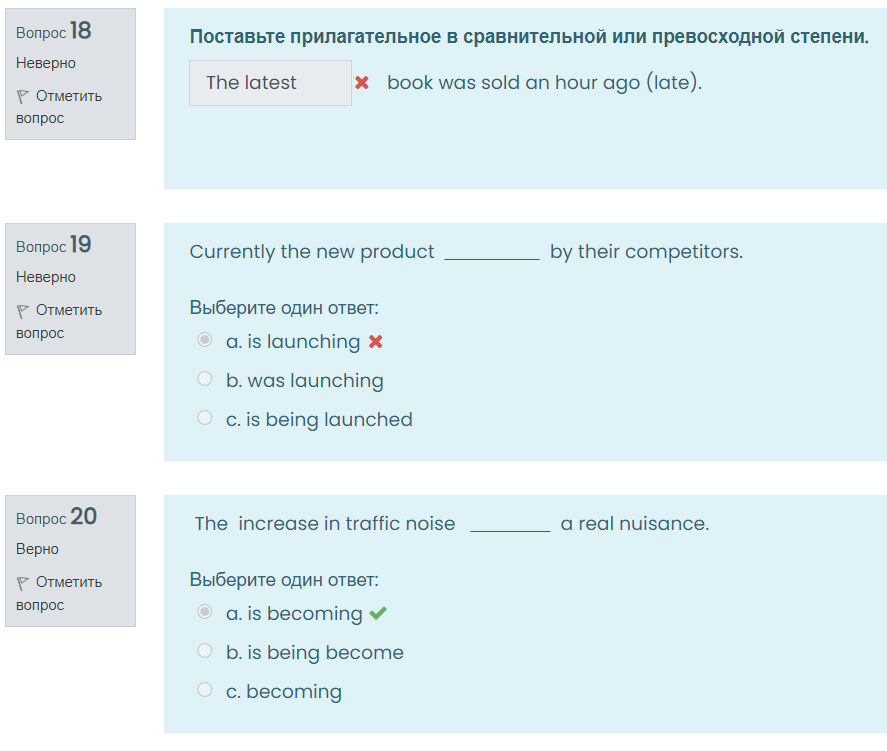 Вопрос 18
Неверно
Отметить
вопрос
Поставьте прилагательное в сравнительной или превосходной степени.
The latest book was sold an hour ago (late).
Вопрос 19
Неверно
Отметить
вопрос
Currently the new product ________ by their competitors.
Выберите один ответ:
a. is launching
b. was launching
c. is being launched
Вопрос 20
Верно
Отметить
вопрос
The increase in traffic noise _______ a real nuisance.
Выберите один ответ:
a. is becoming
b. is being become
c. becoming